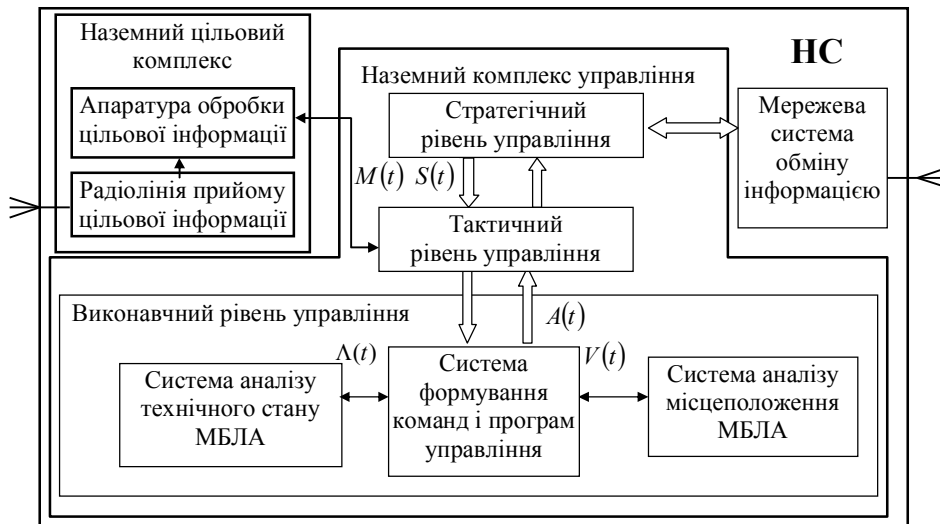 Наземний цільовий
комплекс
Апаратура обробки
цільової інформації
Радіолінія прийому
цільової інформації
НС
Наземний комплекс управління
Стратегічний
рівень управління
Мережева
система
обміну
інформацією
M(t) S(t)
Тактичний
рівень управління
Виконавчний рівень управління
A(t)
Λ(t)
V(t)
Система аналізу
технічного стану
МБЛА
Система
формування
команд і програм
управління
Система аналізу
місцеположення
МБЛА